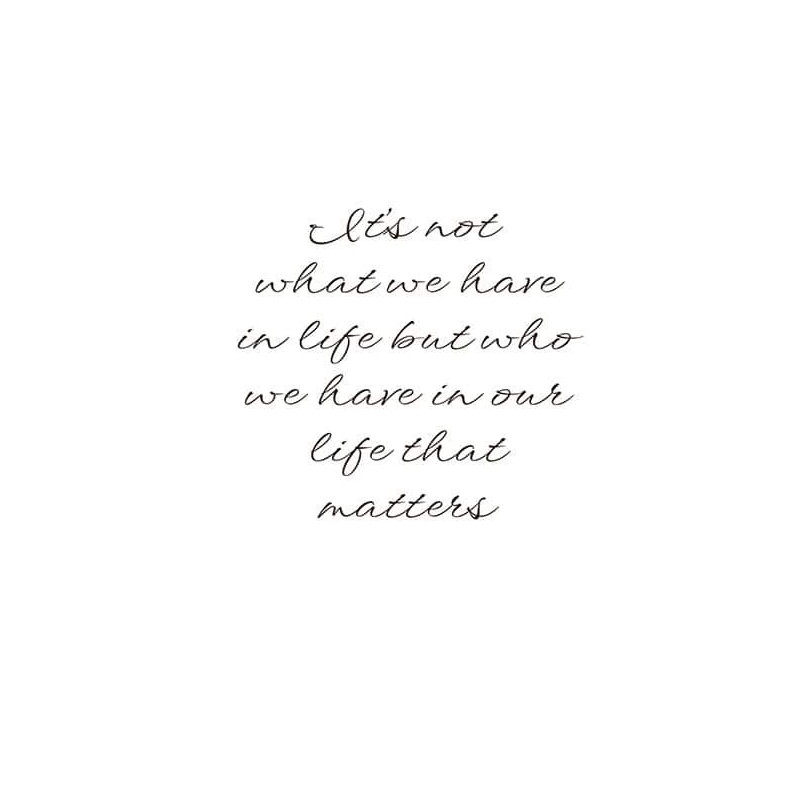 It's not
what we have
in life but who
we have in our
life that
matters